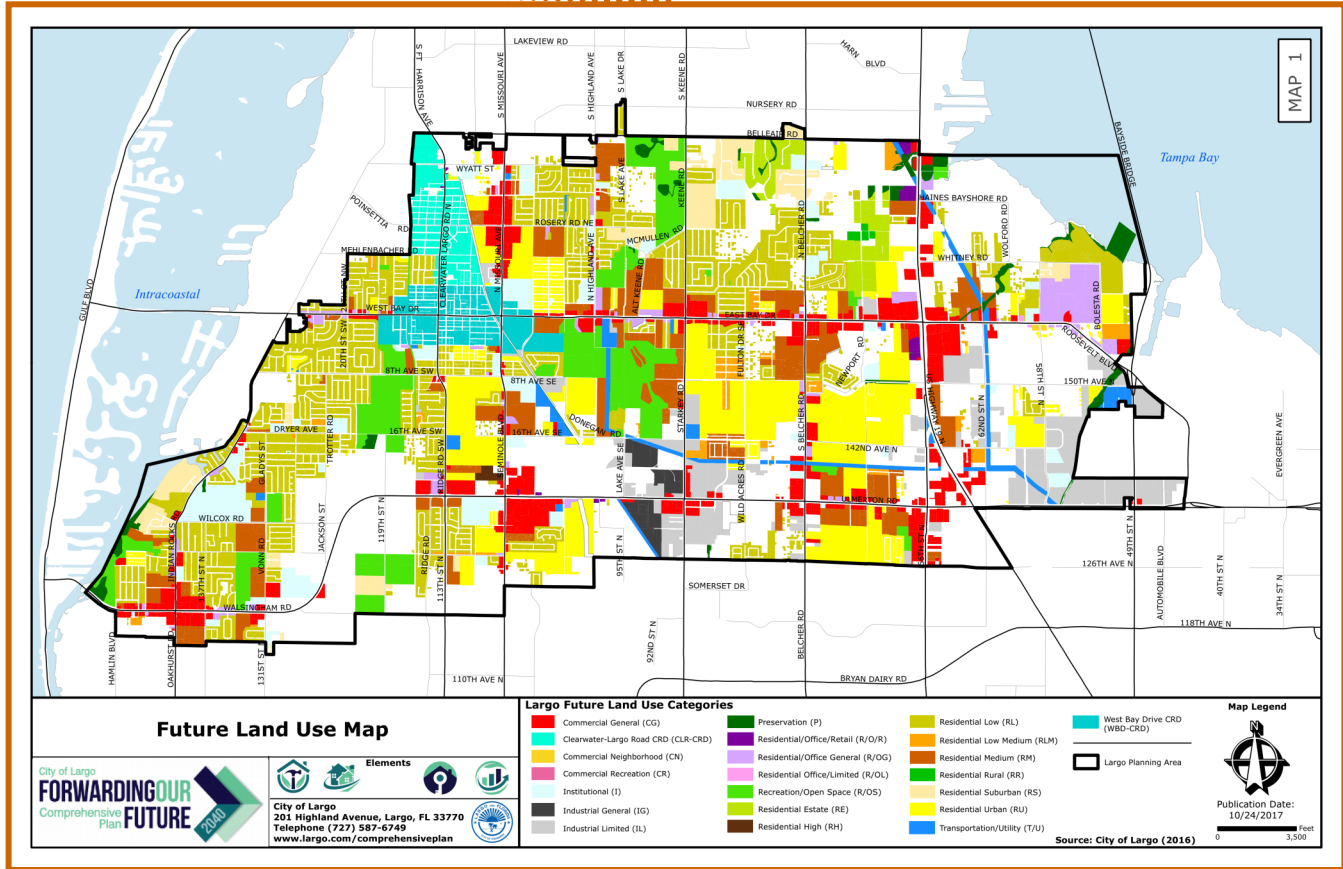 MAP 1
LAKEVIEW RD
HARN
BLVD
S FT. HARRISON AVE
S MISSOURI AVE
S HIGHLAND AVE
S LAKE DR
S KEENE RD
NURSERY RD
BELLEAIR RD
BAYSIDE BRIDGE
Tampa Bay
WYATT ST
S LAKE AVE
KEENE RD
HAINES BAYSHORE RD
POINSETTIA
RD
ROSERY RD NE
MCMULLEN RD
N BELCHER RD
WOLFORD RD
MEHLENBACHER RD
CLEARWATER LARGO RD N
N MISSOURI AVE
N HIGHLAND AVE
ALT KEENE RD
WHITNEY RD
Intracoastal
GULF BLVD
WEST BAY DR
EAST BAY DR
BOLESTA RD
ROOSEVELT BLVD
20TH ST SW
FULTON DR SE
NEWPORT
RD
8TH AVE SW
8TH AVE SE
58TH ST N
150TH AVE N
US HIGHWAY 19 N
62ND ST N
STARKEY RD
DONEGAN RD
DRYER AVE
TROTTER RD
16TH AVE SW
16TH AVE SE
S BELCHER RD
142ND AVE N
EVERGREEN AVE
GLADYS ST
RIDGE RD SW
SEMINOLE BLVD
LAKE AVE SE
WILD ACRES RD
ULMERTON RD
WILCOX RD
INDIAN ROCKS RD
JACKSON ST
119TH ST N
RIDGE RD
113TH ST N
95TH ST N
49TH ST N
137TH ST N
VONN RD
126TH AVE N
SOMERSET DR
WALSINGHAM RD
AUTOMOBILE BLVD
40TH ST N
34TH ST N
118TH AVE N
HAMLIN BLVD
OAKHURST RD
131ST ST N
92ND ST N
BELCHER RD
110TH AVE N
BRYAN DAIRY RD
Future Land Use Map
City of Largo
FORWARDING OUR
Comprehensive
Plan
FUTURE
2040
Elements
City of Largo
201 Highland Avenue, Largo, FL 33770
Telephone (727) 587-6749
www.largo.com/comprehensiveplan
Largo Future Land Use Categories
Commercial General (CG)
Clearwater-Largo Road CRD (CLR-CRD)
Commercial Neighborhood (CN)
Commercial Recreation (CR)
Institutional (I)
Industrial General (IG)
Industrial Limited (IL)
Preservation (P)
Residential/Office/Retail (R/O/R)
Residential/Office General (R/OG)
Residential Office/Limited (R/OL)
Recreation/Open Space (R/OS)
Residential Estate (RE)
Residential High (RH)
Residential Low (RL)
Residential Low Medium (RLM)
Residential Medium (RM)
Residential Rural (RR)
Residential Suburban (RS)
Residential Urban (RU)
Transportation/Utility (T/U)
West Bay Drive CRD
(WBD-CRD)
Largo Planning Area
Map Legend
N
Publication Date:
10/24/2017
Feet
0 3,500
Source: City of Largo (2016)